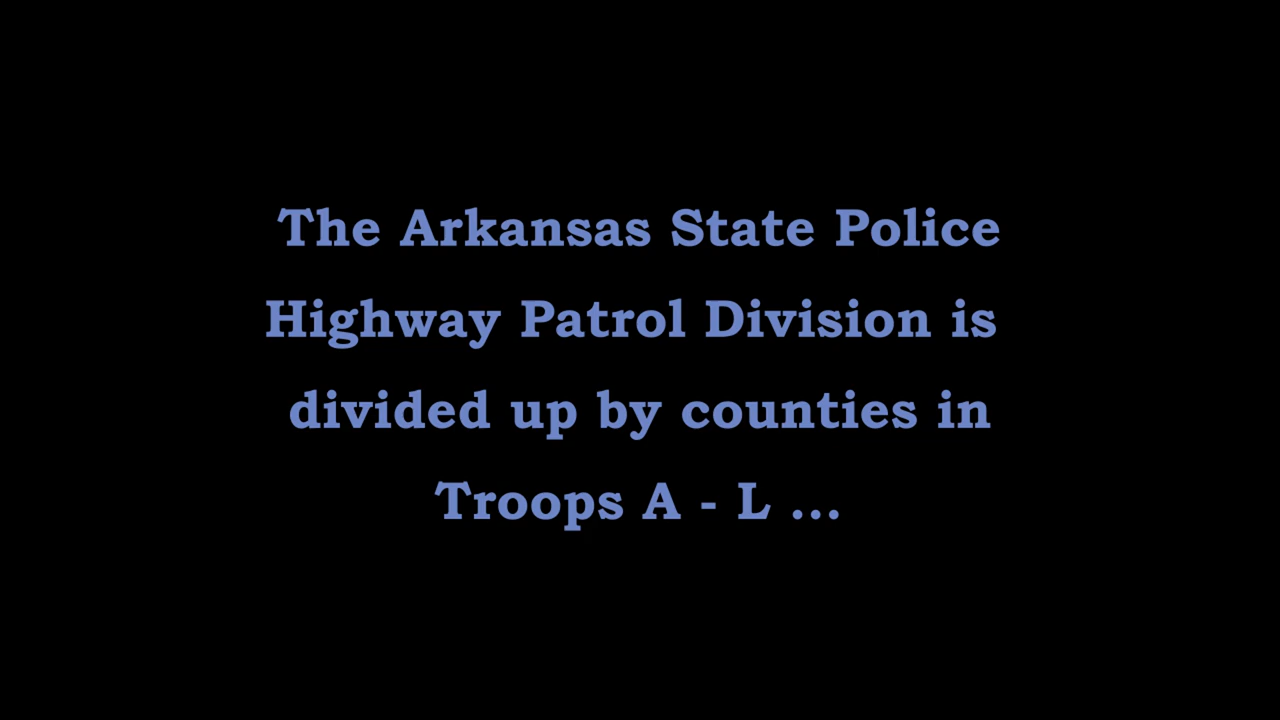 The Arkansas State Police
Highway Patrol Division is
divided up by counties in
Troops A - L ...